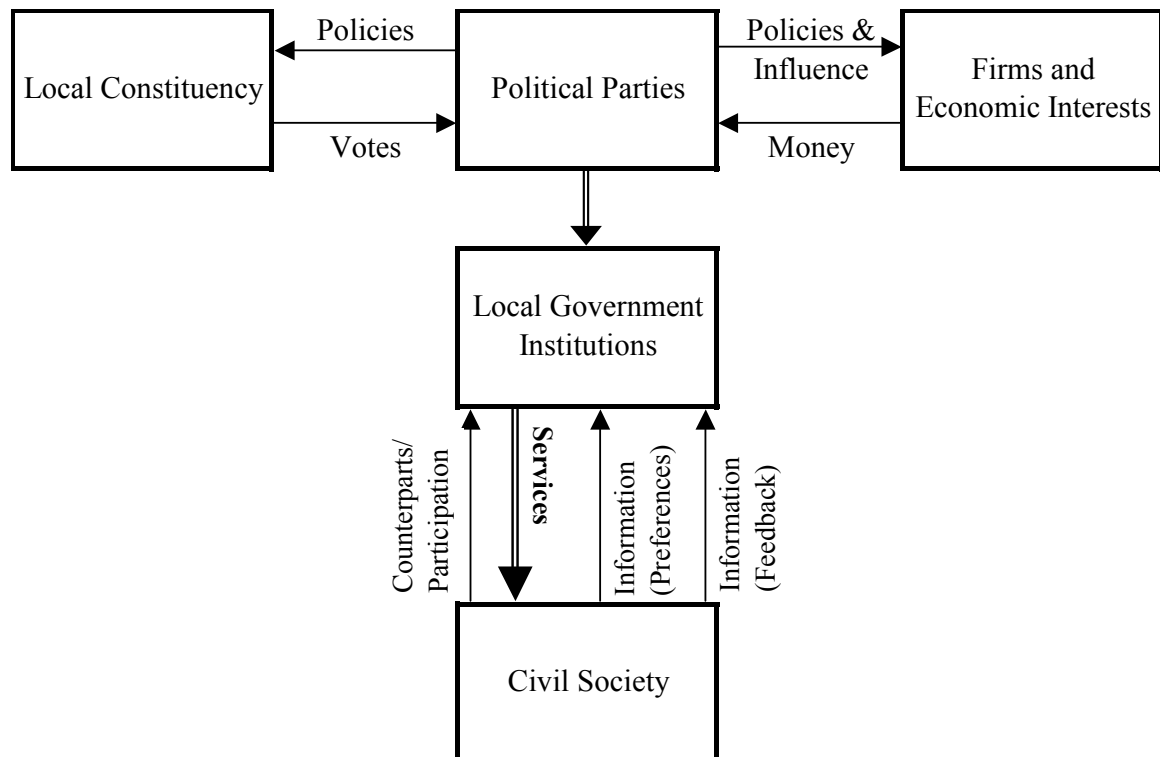 Policies
Policies &
Influence
Local Constituency
Political Parties
Firms and
Economic Interests
Votes
Money
Local Government
Institutions
Counterparts/
Participation
Services
Information
(Preferences)
Information
(Feedback)
Civil Society